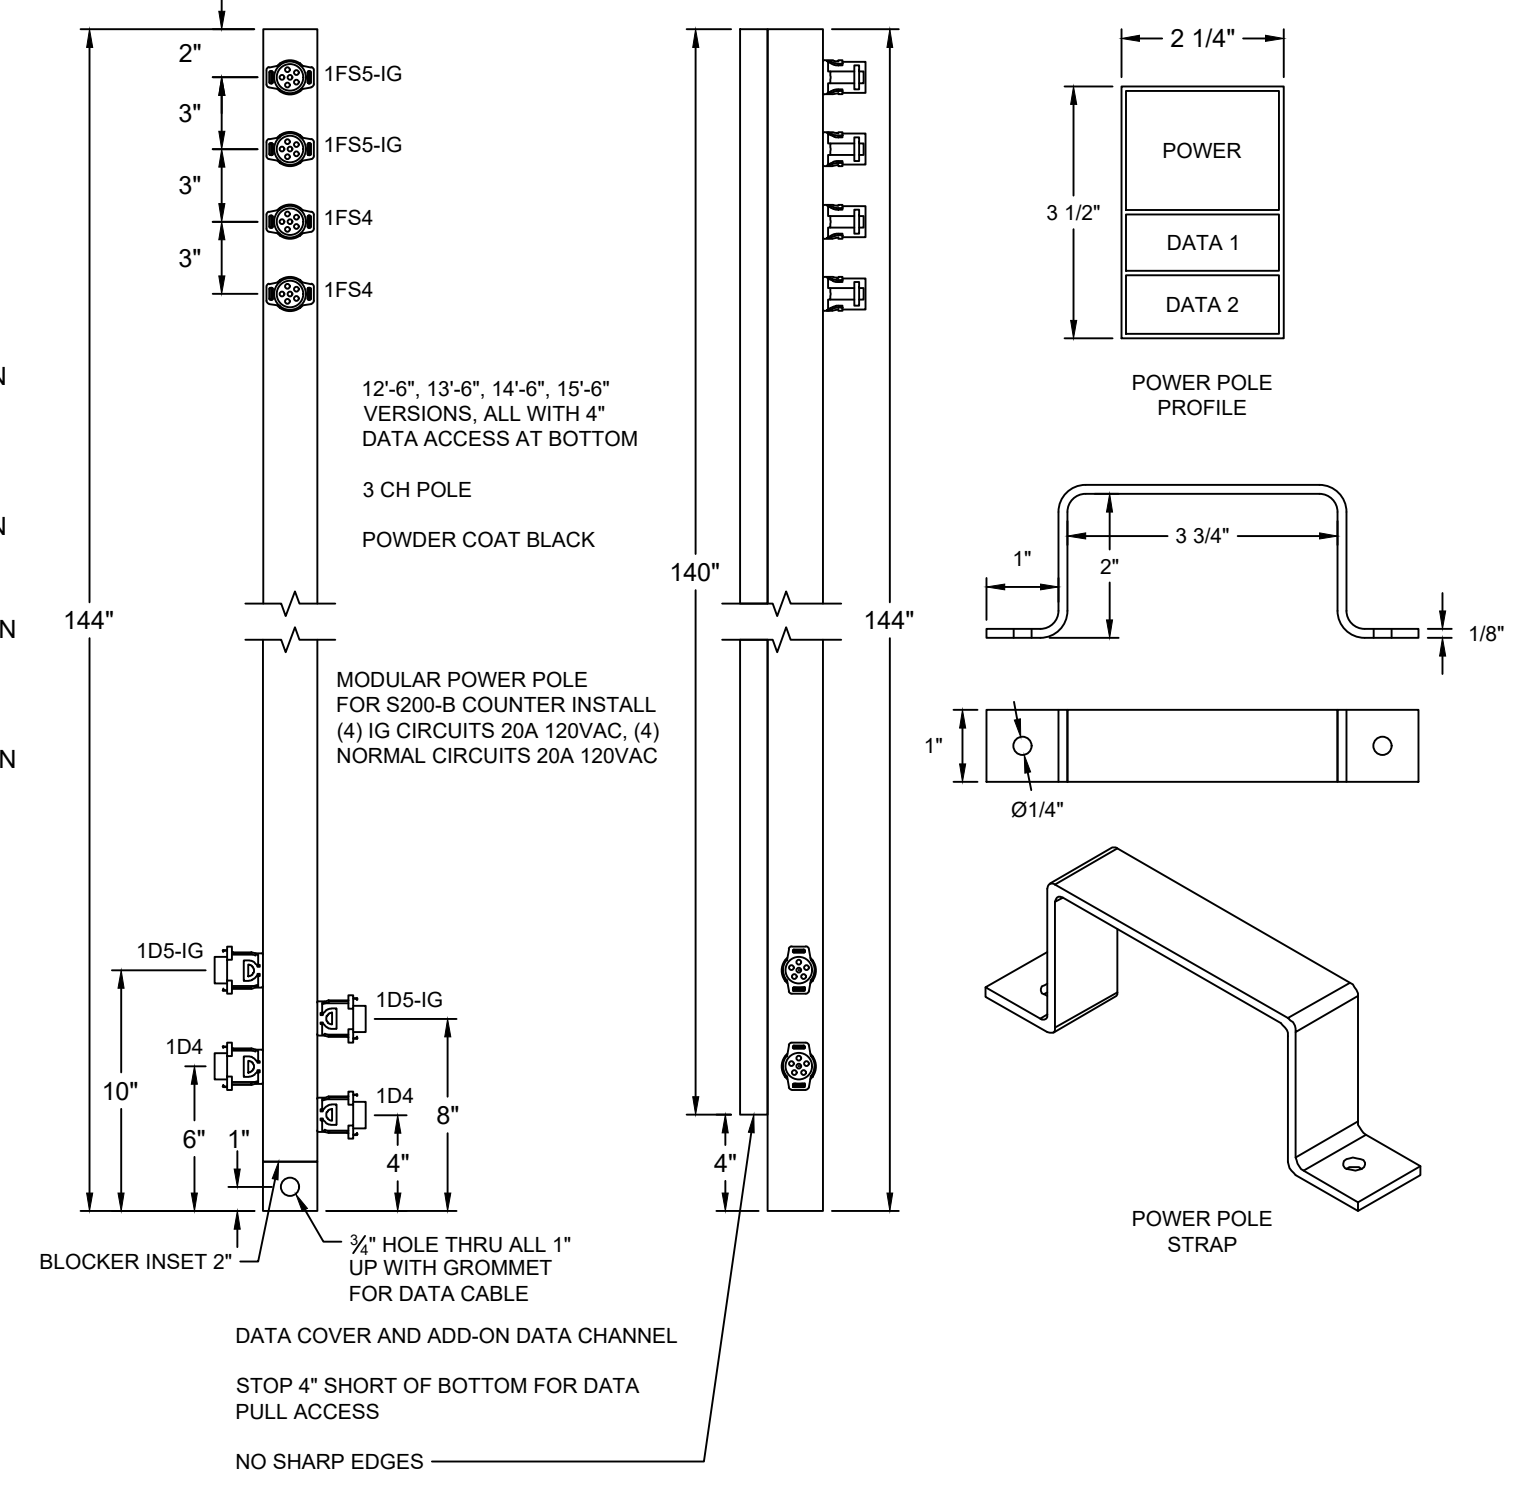 2"
1FS5-IG
3"
1FS5-IG
3"
1FS4
3"
1FS4
N
N
N
N
144"
12'-6", 13'-6", 14'-6", 15'-6"
VERSIONS, ALL WITH 4"
DATA ACCESS AT BOTTOM
3 CH POLE
POWDER COAT BLACK
MODULAR POWER POLE
FOR S200-B COUNTER INSTALL
(4) IG CIRCUITS 20A 120VAC, (4)
NORMAL CIRCUITS 20A 120VAC
1D5-IG
1D5-IG
1D4
1D4
10"
6"
1"
4"
8"
BLOCKER INSET 2"
¾" HOLE THRU ALL 1"
UP WITH GROMMET
FOR DATA CABLE
DATA COVER AND ADD-ON DATA CHANNEL
STOP 4" SHORT OF BOTTOM FOR DATA
PULL ACCESS
NO SHARP EDGES
140"
144"
4"
2 1/4"
3 1/2"
POWER
DATA 1
DATA 2
POWER POLE
PROFILE
3 3/4"
1"
2"
1/8"
1"
Ø1/4"
POWER POLE
STRAP